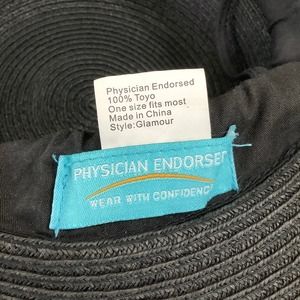 Physician Endorsed
100% Toyo
One size fits most
Made in China
Style:Glamour
PHYSICIAN ENDORSED
WEAR WITH CONFIDENCE